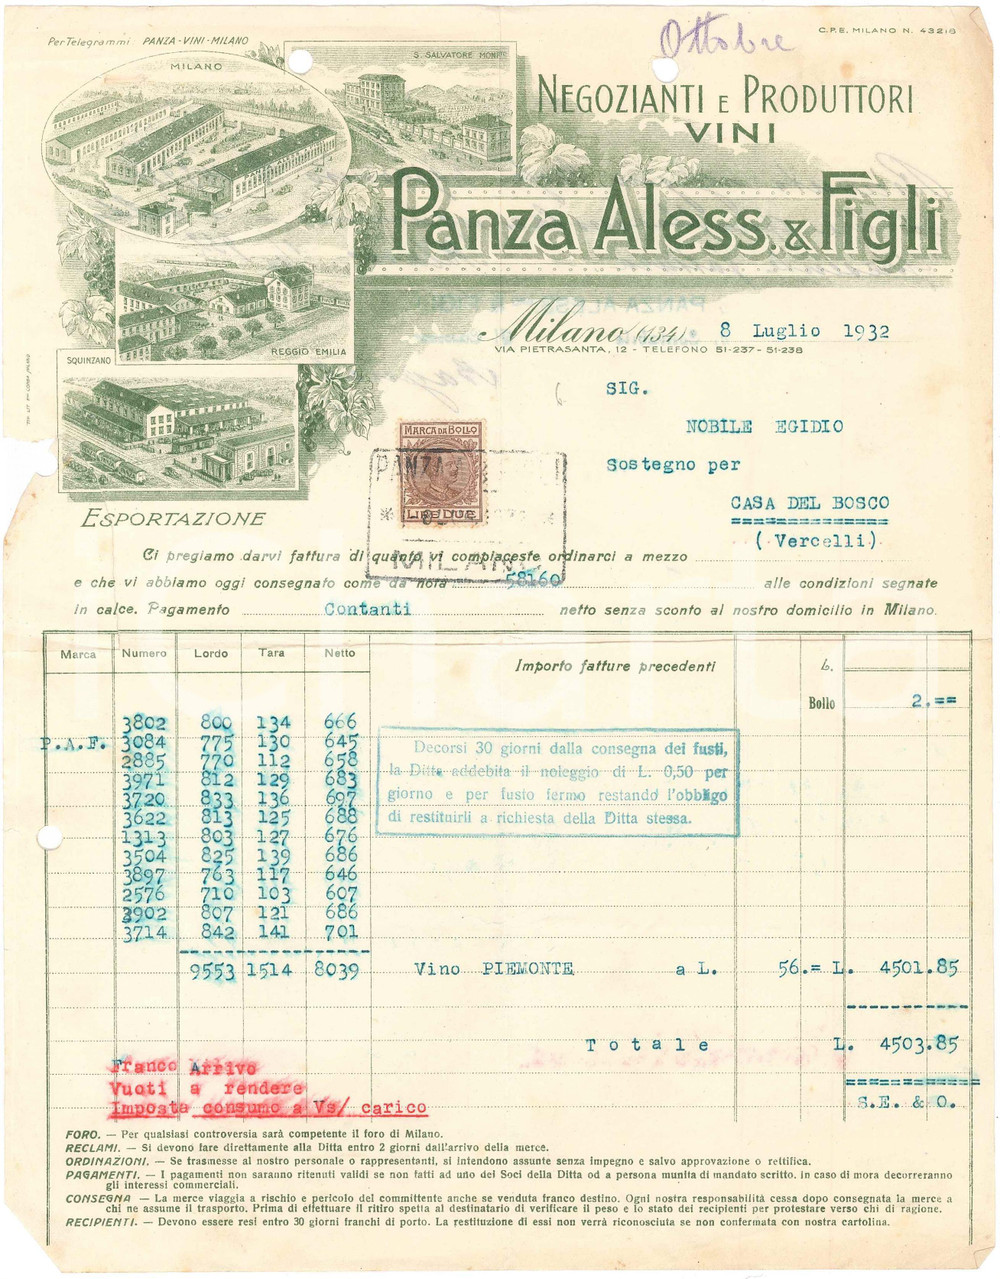 Ottobre
Per Telegrammi: PANZA-VINI-MILANO
C.P.E. MILANO N. 43216
MILANO
S. SALVATORE MONF.
NEGOZIANTI E PRODUTTORI
VINI
PANZA ALESS. & FIGLI
REGGIO EMILIA
SQUINZANO
Milano (134) 8 Luglio 1932
VIA PIETRASANTA, 12 - TELEFONO 51-237 - 51-238
SIG.
NOBILE EGIDIO
Sostegno per
CASA DEL BOSCO
(Vercelli)
MARCA DA BOLLO
LIRE DUE
PANZA
MILANO
ESPORTAZIONE
Ci pregiamo darvi fattura di quanto vi compiaceste ordinarci a mezzo
e che vi abbiamo oggi consegnato come da nota 58160 alle condizioni segnate
in calce. Pagamento Contanti netto senza sconto al nostro domicilio in Milano.
Marca Numero Lordo Tara Netto Importo fatture precedenti L.
Bollo 2.==
3802 800 134 666
P.A.F. 3084 775 130 645
2885 770 112 658
3971 812 129 683
3720 833 136 697
3622 813 125 688
1313 803 127 676
3504 825 139 686
3897 763 117 646
2576 710 103 607
3902 807 121 686
3714 842 141 701
Decorsi 30 giorni dalla consegna dei fusti,
la Ditta addebita il noleggio di L. 0,50 per
giorno e per fusto fermo restando l'obbligo
di restituirli a richiesta della Ditta stessa.
9553 1514 8039 Vino PIEMONTE a L. 56.= L. 4501.85
Totale L. 4503.85
S.E. & O.
Franco Arrivo
Vuoti a rendere
Imposta consumo a Vs/ carico
FORO. — Per qualsiasi controversia sarà competente il foro di Milano.
RECLAMI. — Si devono fare direttamente alla Ditta entro 2 giorni dall'arrivo della merce.
ORDINAZIONI. — Se trasmesse al nostro personale o rappresentanti, si intendono assunte senza impegno e salvo approvazione o rettifica.
PAGAMENTI. — I pagamenti non saranno ritenuti validi se non fatti ad uno dei Soci della Ditta od a persona munita di mandato scritto. In caso di mora decorreranno
gli interessi commerciali.
CONSEGNA — La merce viaggia a rischio e pericolo del committente anche se venduta franco destino. Ogni nostra responsabilità cessa dopo consegnata la merce a
chi ne assume il trasporto. Prima di effettuare il ritiro spetta al destinatario di verificare il peso e lo stato dei recipienti per protestare verso chi di ragione.
RECIPIENTI. — Devono essere resi entro 30 giorni franchi di porto. La restituzione di essi non verrà riconosciuta se non confermata con nostra cartolina.